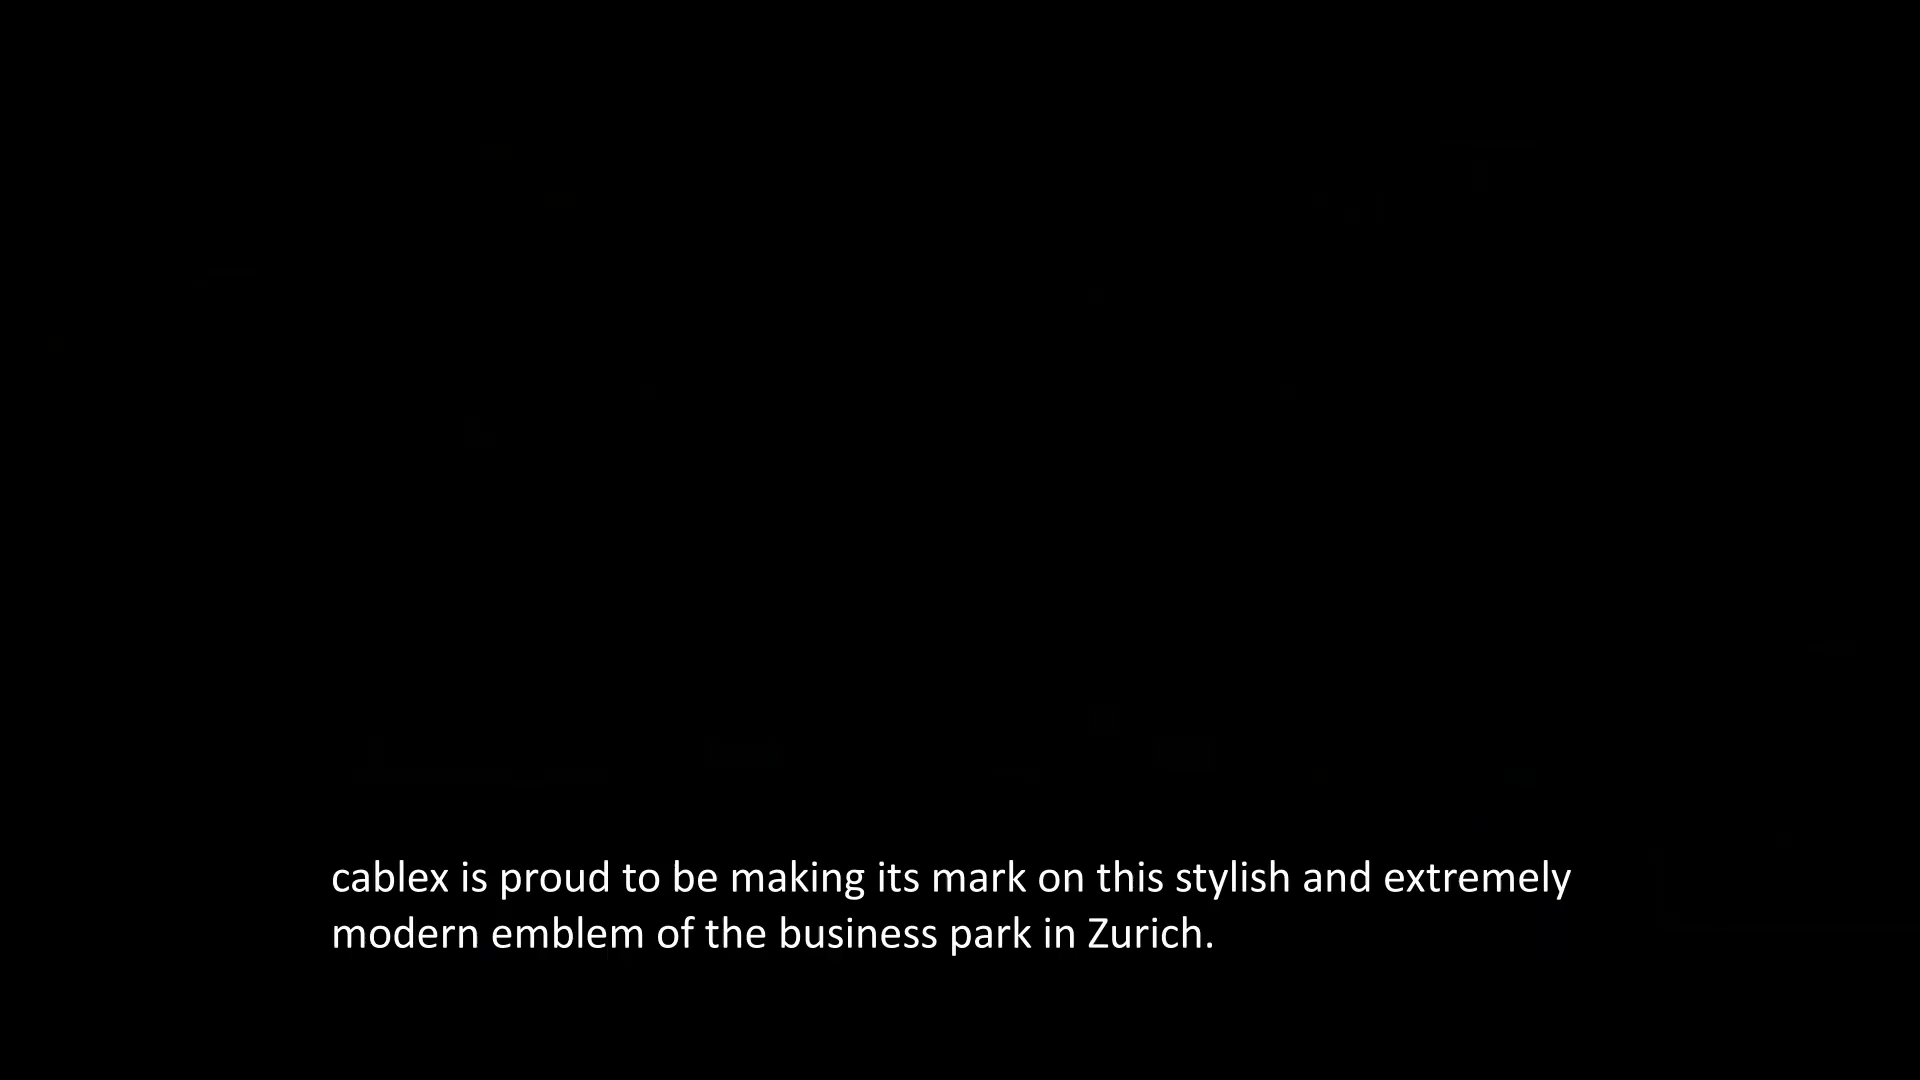 cablex is proud to be making its mark on this stylish and extremely
modern emblem of the business park in Zurich.